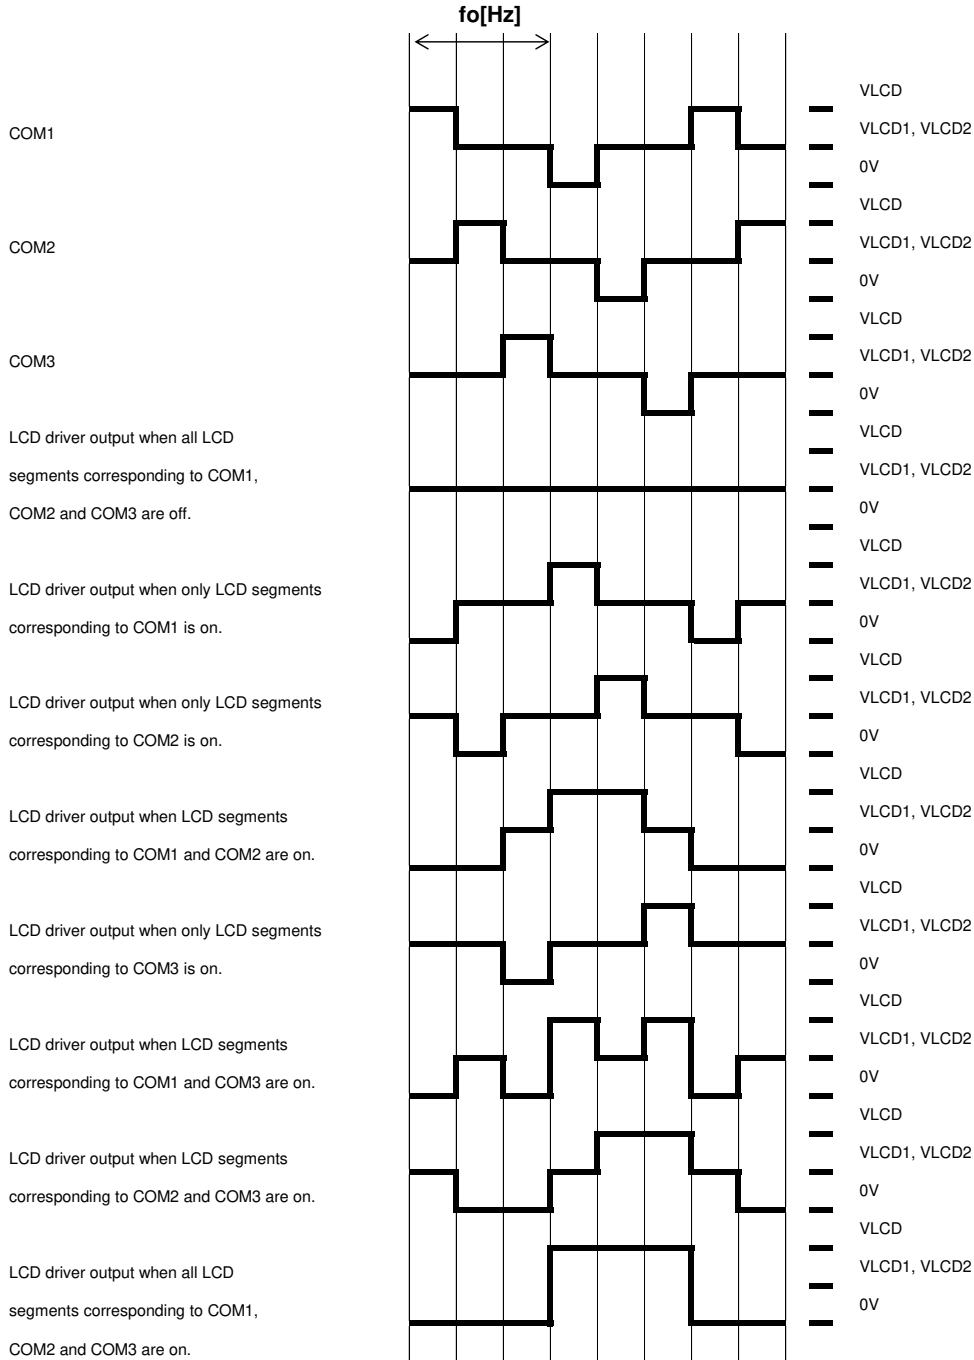 fo[Hz]
VLCD
COM1
VLCD1, VLCD2
0V
VLCD
COM2
VLCD1, VLCD2
0V
VLCD
COM3
VLCD1, VLCD2
0V
LCD driver output when all LCD
segments corresponding to COM1,
COM2 and COM3 are off.
VLCD
VLCD1, VLCD2
0V
LCD driver output when only LCD segments
corresponding to COM1 is on.
VLCD
VLCD1, VLCD2
0V
LCD driver output when only LCD segments
corresponding to COM2 is on.
VLCD
VLCD1, VLCD2
0V
LCD driver output when LCD segments
corresponding to COM1 and COM2 are on.
VLCD
VLCD1, VLCD2
0V
LCD driver output when only LCD segments
corresponding to COM3 is on.
VLCD
VLCD1, VLCD2
0V
LCD driver output when LCD segments
corresponding to COM1 and COM3 are on.
VLCD
VLCD1, VLCD2
0V
LCD driver output when LCD segments
corresponding to COM2 and COM3 are on.
VLCD
VLCD1, VLCD2
0V
LCD driver output when all LCD
segments corresponding to COM1,
COM2 and COM3 are on.
VLCD
VLCD1, VLCD2
0V